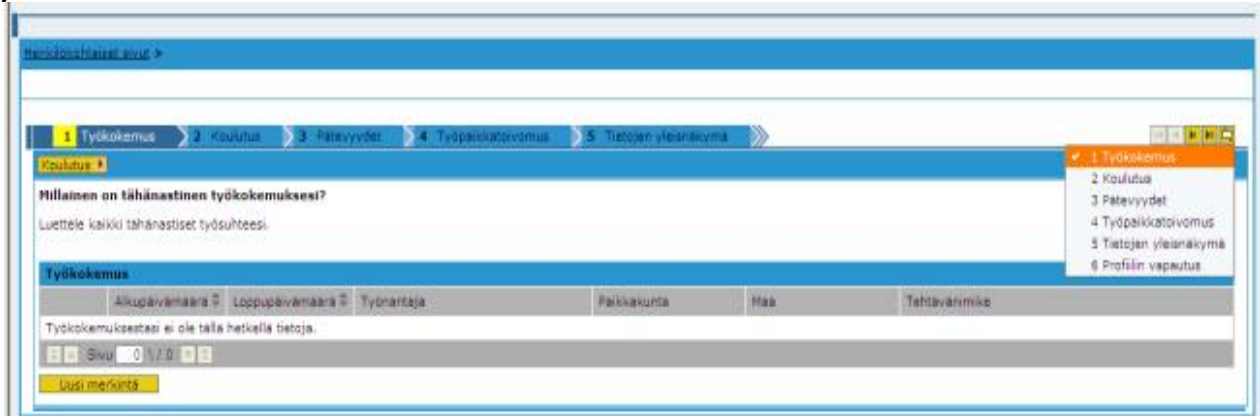 Henkilökohtaiset sivut >
1 Työkokemus 2 Koulutus 3 Pätevyydet 4 Työpaikkatoivomus 5 Tietojen yleisnäkymä
Koulutus
✔ 1 Työkokemus
2 Koulutus
3 Pätevyydet
4 Työpaikkatoivomus
5 Tietojen yleisnäkymä
6 Profiilin vapautus
Millainen on tähänastinen työkokemuksesi?
Luettele kaikki tähänastiset työsuhteesi.
Työkokemus
Alkupäivämäärä Loppupäivämäärä Työnantaja Paikkakunta Maa Tehtävänimike
Työkokemuksestasi ei ole tällä hetkellä tietoja.
Sivu 0 \/ 0
Uusi merkintä